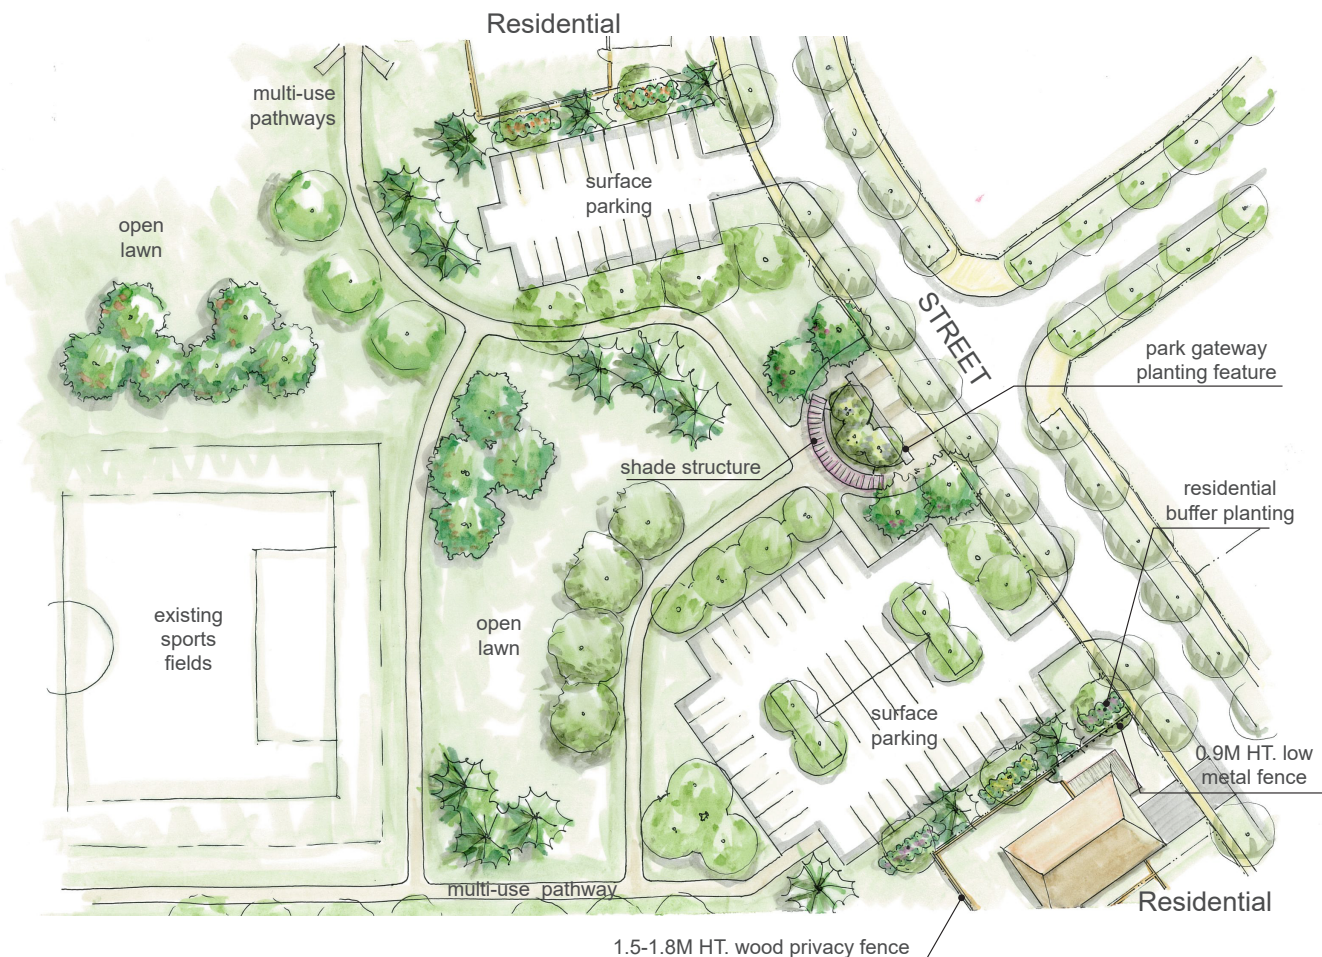 Residential
multi-use
pathways
surface
parking
open
lawn
STREET
park gateway
planting feature
shade structure
residential
buffer planting
existing
sports
fields
open
lawn
surface
parking
0.9M HT. low
metal fence
multi-use pathway
Residential
1.5-1.8M HT. wood privacy fence